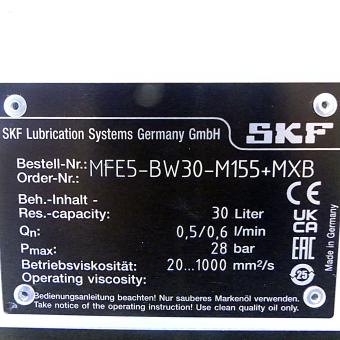 SKF Lubrication Systems Germany GmbH SKF
Bestell-Nr.: MFE5-BW30-M155+MXB
Order-Nr.:
Beh.-Inhalt -
Res.-capacity: 30 Liter
Qn: 0,5/0,6 l/min
Pmax: 28 bar
Betriebsviskosität: 20...1000 mm²/s
Operating viscosity:
Bedienungsanleitung beachten! Nur sauberes Markenöl verwenden.
Take notice of the operating instruction! Use clean quality oil only.
CE
UK
CA
EAC
25
Made in Germany